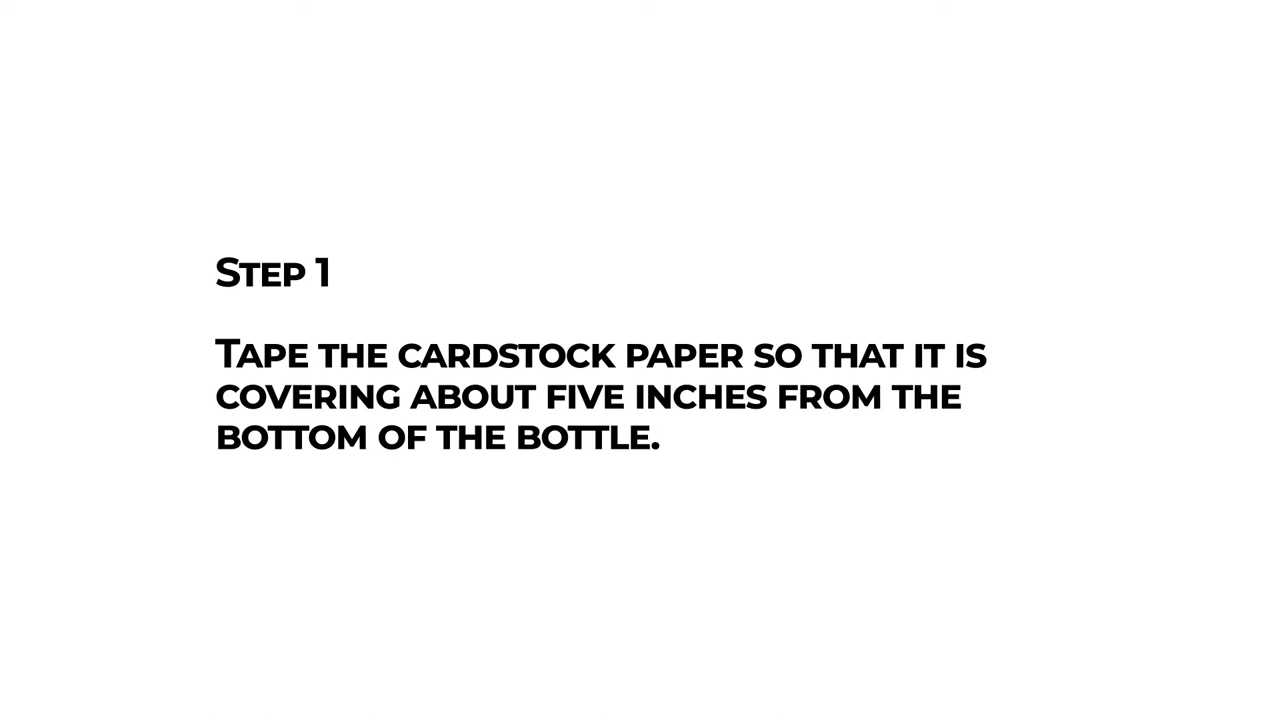 Step 1
Tape the cardstock paper so that it is
covering about five inches from the
bottom of the bottle.